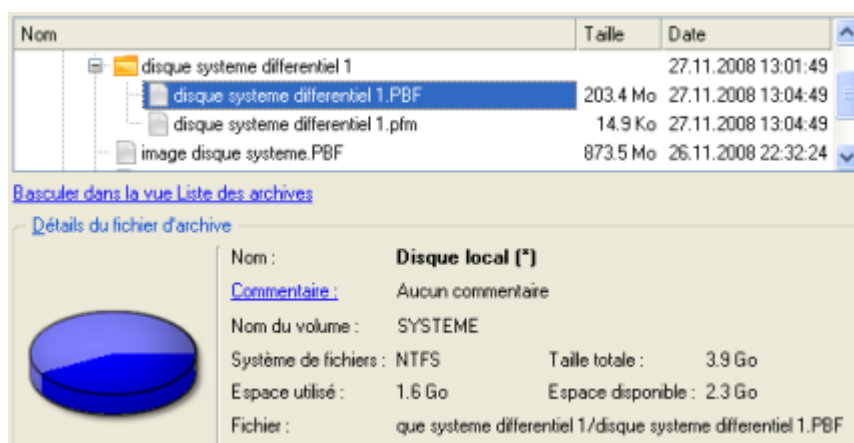 Nom Taille Date
disque systeme differentiel 1 27.11.2008 13:01:49
disque systeme differentiel 1.PBF 203.4 Mo 27.11.2008 13:04:49
disque systeme differentiel 1.pfm 14.9 Ko 27.11.2008 13:04:49
image disque systeme.PBF 873.5 Mo 26.11.2008 22:32:24
Basculer dans la vue Liste des archives
Détails du fichier d'archive
Nom : Disque local (*)
Commentaire : Aucun commentaire
Nom du volume : SYSTEME
Système de fichiers : NTFS Taille totale : 3.9 Go
Espace utilisé : 1.6 Go Espace disponible : 2.3 Go
Fichier : que systeme differentiel 1/disque systeme differentiel 1.PBF